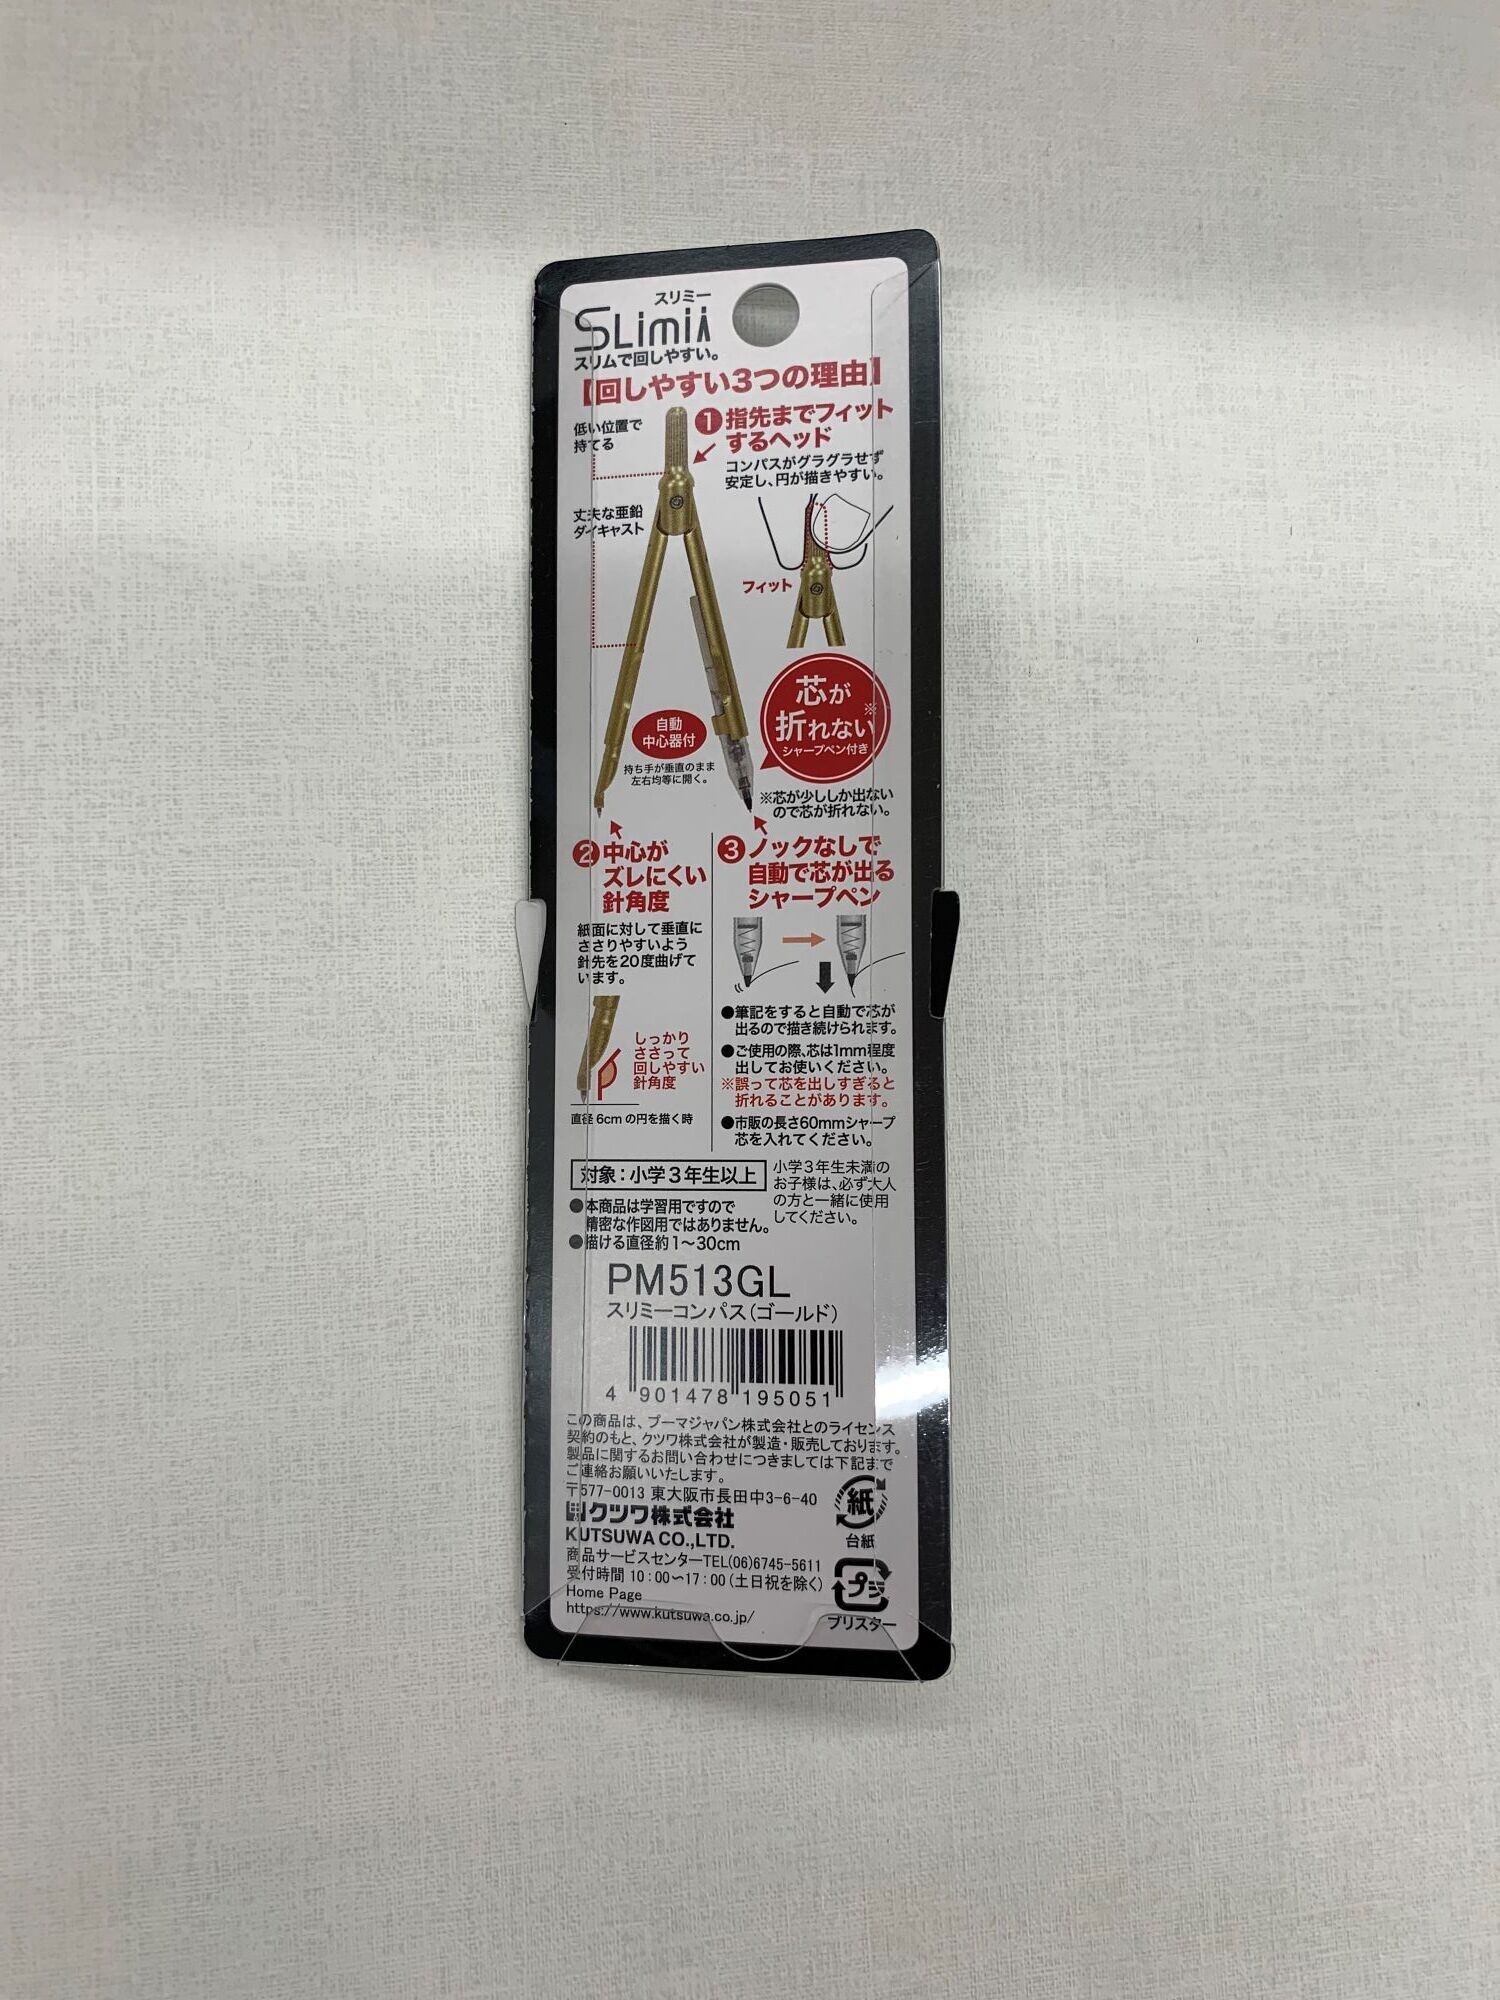 スリミー
SLimii
スリムで回しやすい。
【回しやすい3つの理由】
低い位置で
持てる
❶指先までフィット
するヘッド
コンパスがグラグラせず
安定し、円が描きやすい。
丈夫な亜鉛
ダイキャスト
フィット
芯が
折れない※
シャープペン付き
自動
中心器付
持ち手が垂直のまま
左右均等に開く。
※芯が少ししか出ない
ので芯が折れない。
❷中心が
ズレにくい
針角度
紙面に対して垂直に
ささりやすいよう
針先を20度曲げて
います。
しっかり
ささって
回しやすい
針角度
直径6cmの円を描く時
❸ノックなしで
自動で芯が出る
シャープペン
●筆記をすると自動で芯が
出るので描き続けられます。
●ご使用の際、芯は1mm程度
出してお使いください。
※誤って芯を出しすぎると
折れることがあります。
●市販の長さ60mmシャープ
芯を入れてください。
対象：小学3年生以上
小学3年生未満の
お子様は、必ず大人
の方と一緒に使用
してください。
●本商品は学習用ですので
精密な作図用ではありません。
●描ける直径約1〜30cm
PM513GL
スリミーコンパス(ゴールド)
4 901478 195051
この商品は、プーマジャパン株式会社とのライセンス
契約のもと、クツワ株式会社が製造・販売しております。
製品に関するお問い合わせにつきましては下記まで
ご連絡お願いいたします。
〒577-0013 東大阪市長田中3-6-40
クツワ株式会社
KUTSUWA CO.,LTD.
商品サービスセンターTEL(06)6745-5611
受付時間 10:00〜17:00(土日祝を除く)
Home Page
https://www.kutsuwa.co.jp/
紙
台紙
プラ
ブリスター